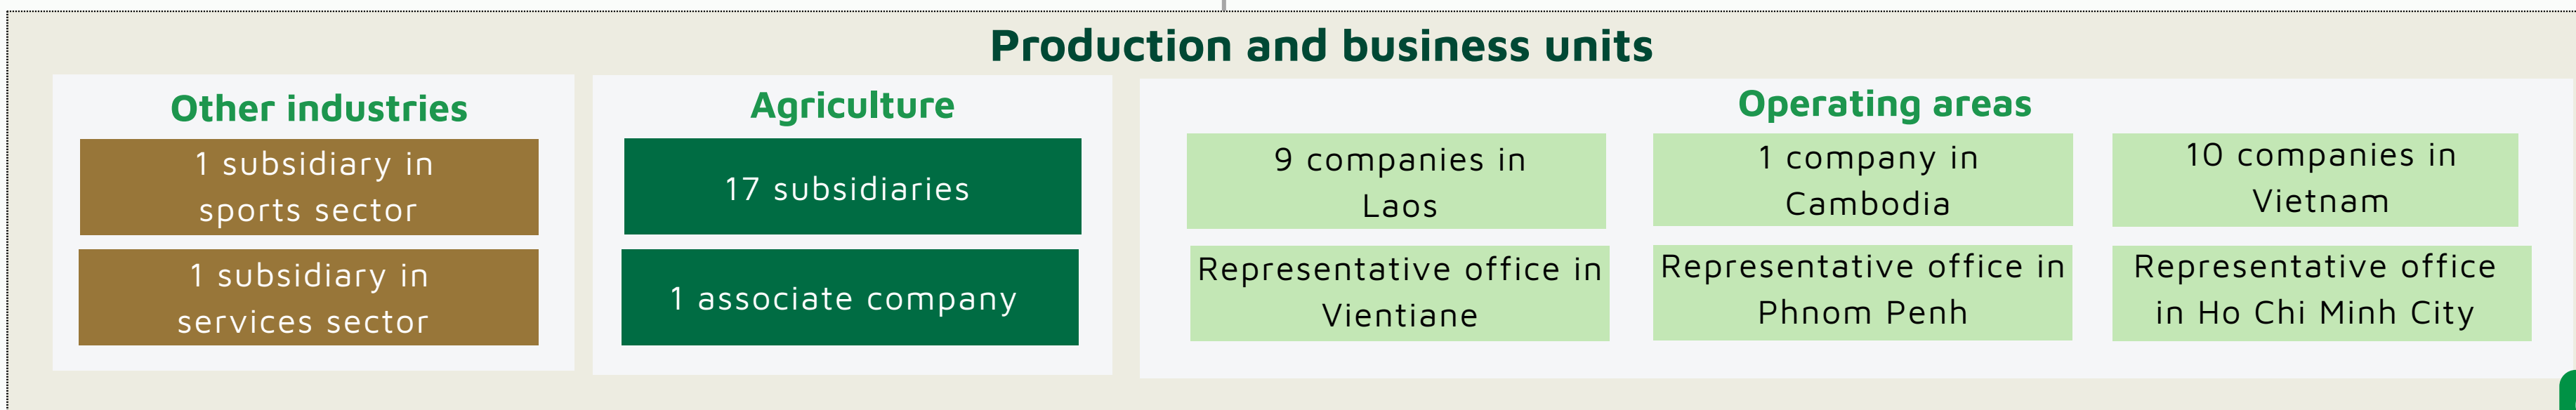 Production and business units
Other industries
1 subsidiary in
sports sector
1 subsidiary in
services sector
Agriculture
17 subsidiaries
1 associate company
Operating areas
9 companies in
Laos
1 company in
Cambodia
10 companies in
Vietnam
Representative office in
Vientiane
Representative office in
Phnom Penh
Representative office
in Ho Chi Minh City